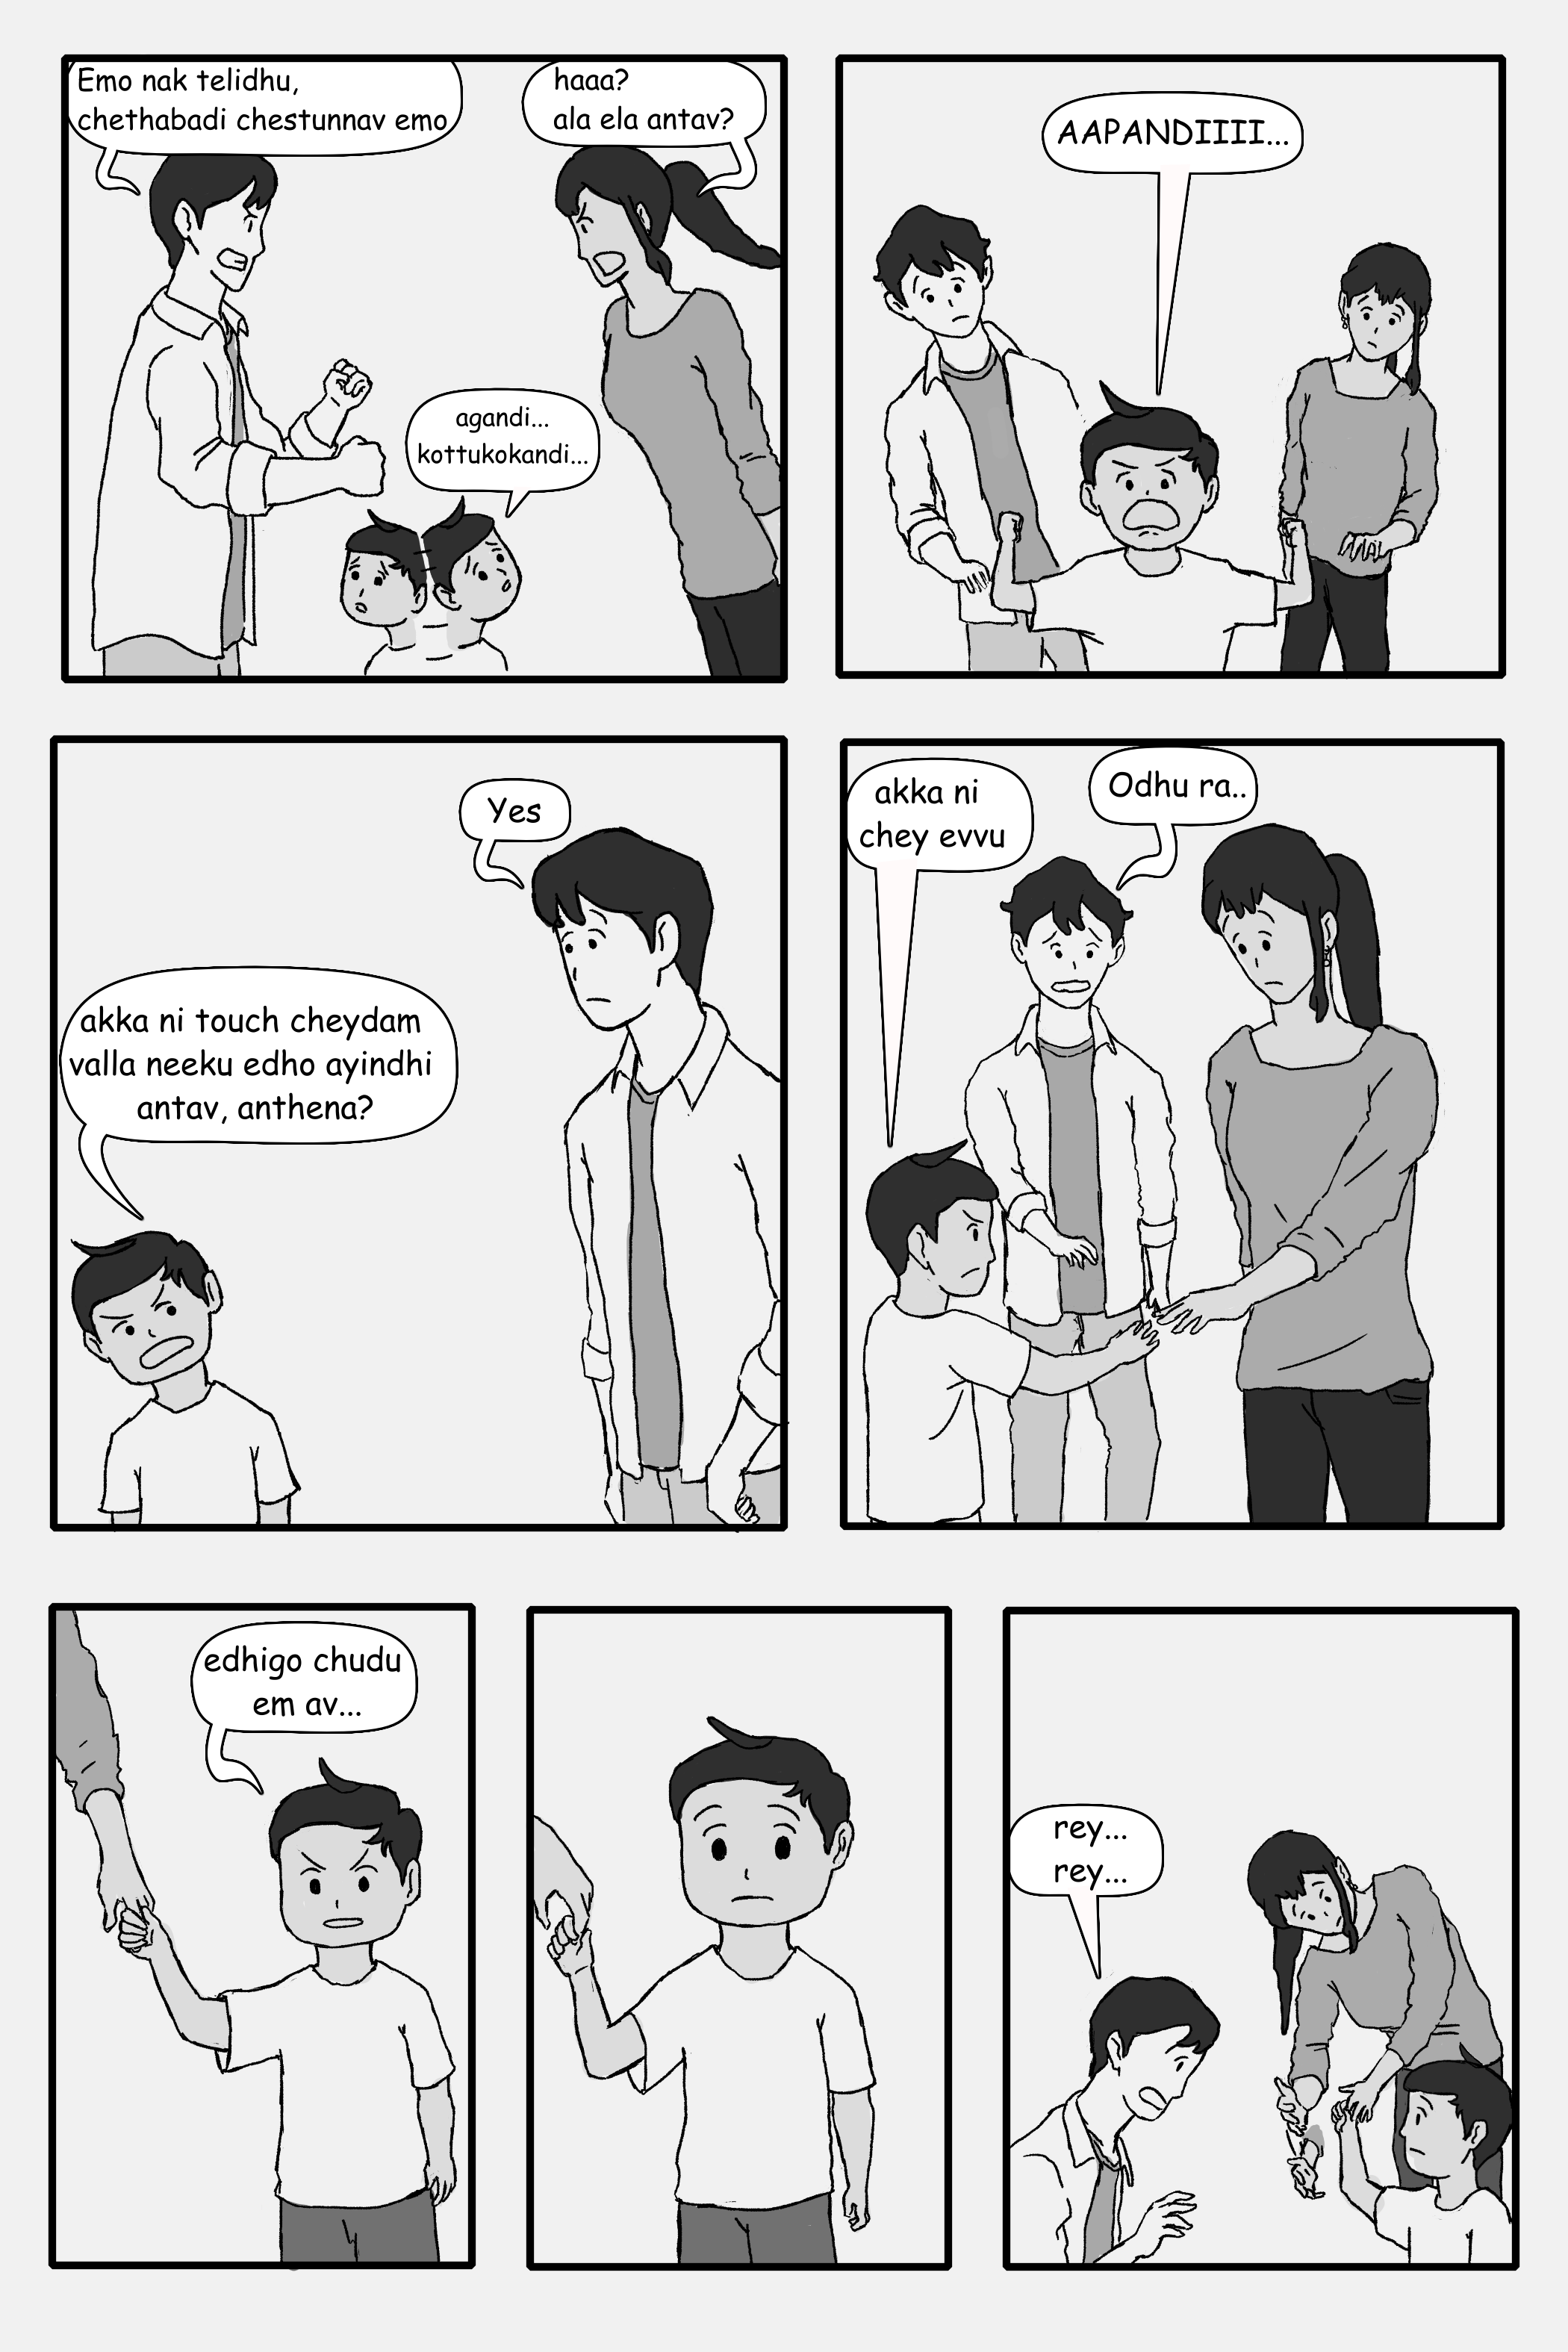 Emo nak telidhu,
chethabadi chestunnav emo
haaa?
ala ela antav?
agandi...
kottukokandi...
AAPANDIIII...
Yes
akka ni touch cheydam
valla neeku edho ayindhi
antav, anthena?
akka ni
chey evvu
Odhu ra..
edhigo chudu
em av...
rey...
rey...